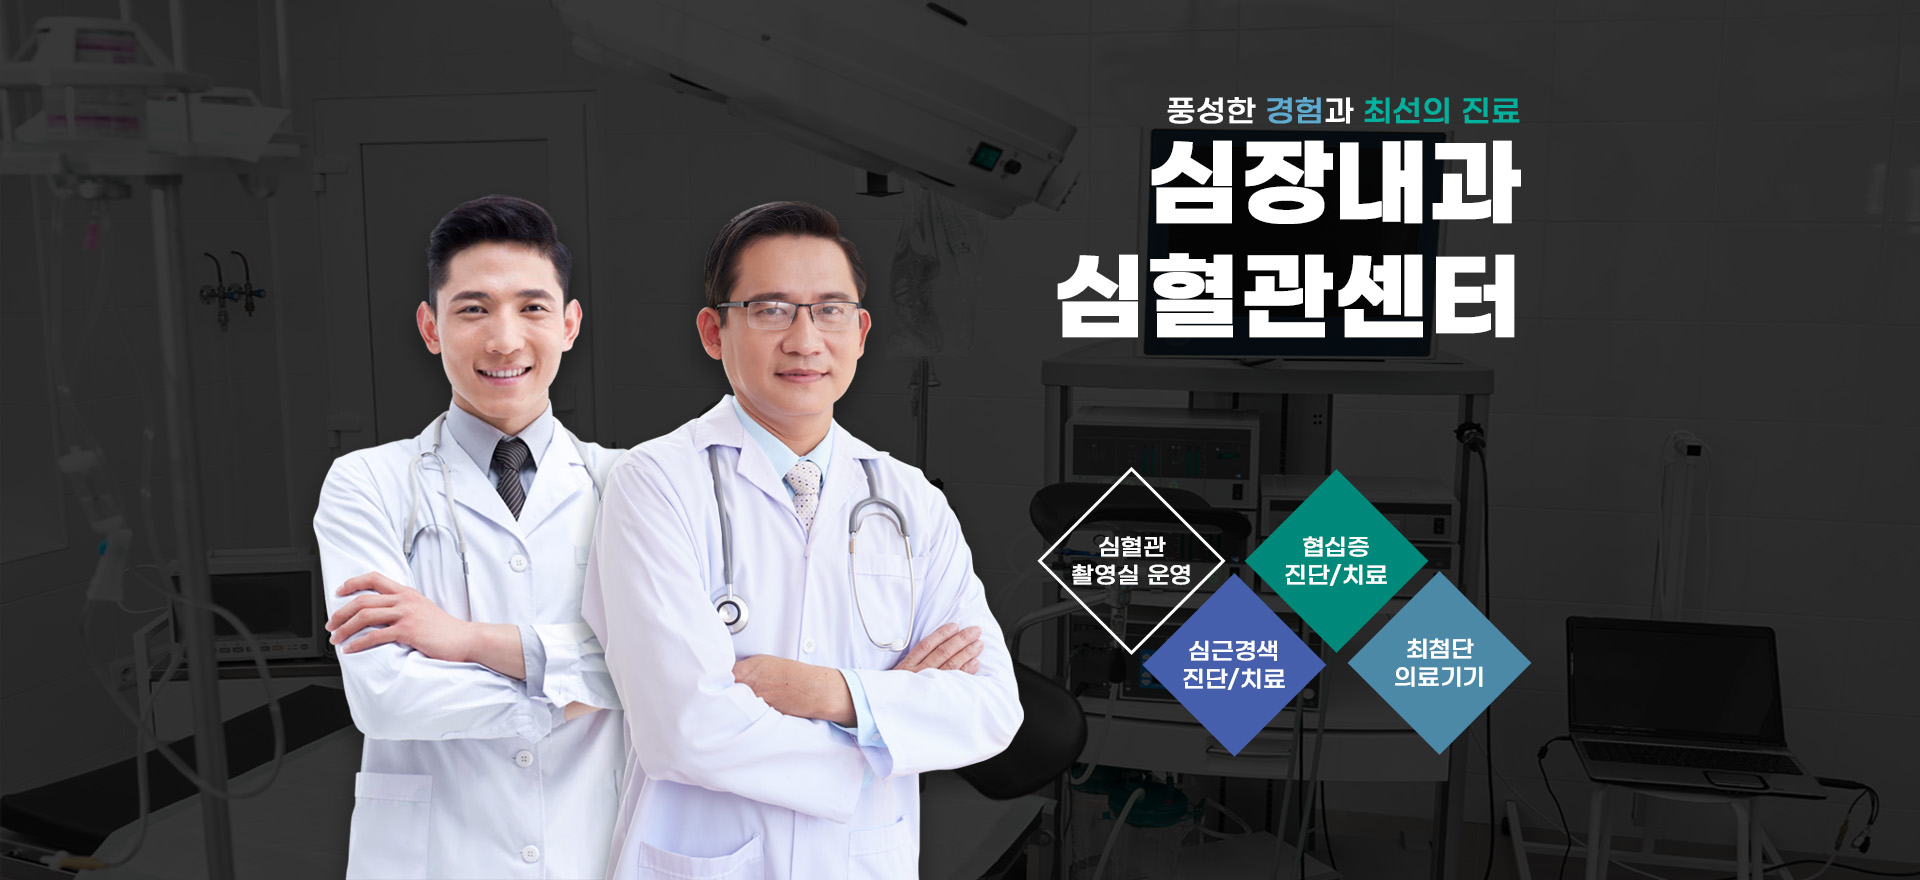 풍성한 경험과 최선의 진료
심장내과
심혈관센터
심혈관
촬영실 운영
협십증
진단/치료
심근경색
진단/치료
최첨단
의료기기